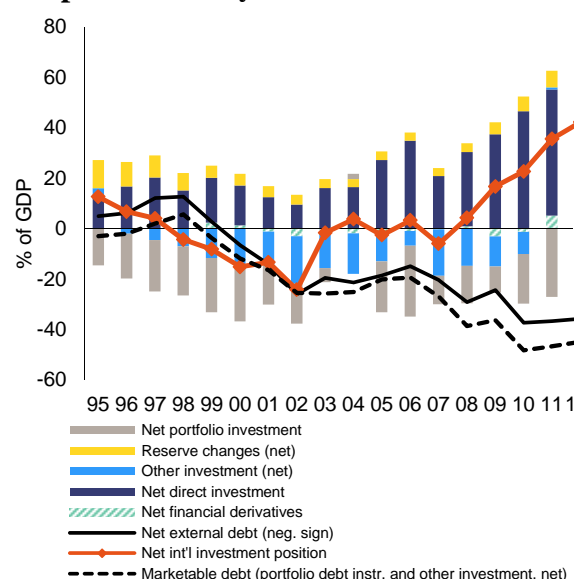 80
60
40
20
0
-20
-40
-60
% of GDP
95 96 97 98 99 00 01 02 03 04 05 06 07 08 09 10 11 1
Net portfolio investment
Reserve changes (net)
Other investment (net)
Net direct investment
Net financial derivatives
Net external debt (neg. sign)
Net int'l investment position
Marketable debt (portfolio debt instr. and other investment, net)